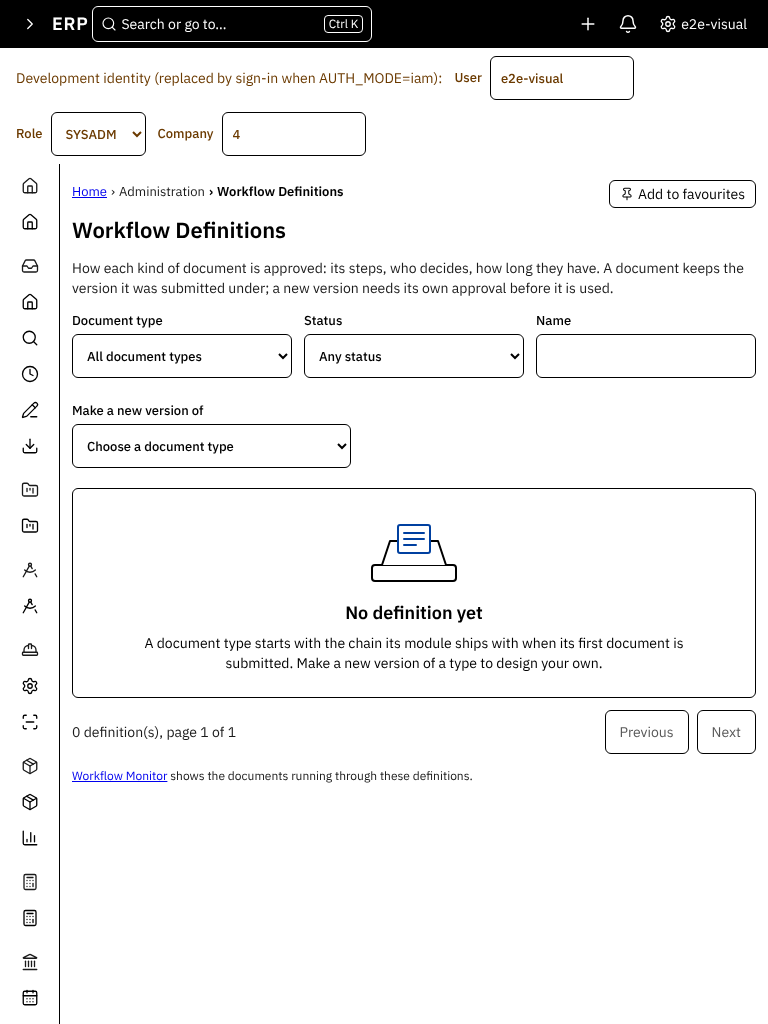 ERP
Search or go to...
Ctrl K
e2e-visual
Development identity (replaced by sign-in when AUTH_MODE=iam):
User
e2e-visual
Role
SYSADM
Company
4
Home › Administration › Workflow Definitions
Add to favourites
Workflow Definitions
How each kind of document is approved: its steps, who decides, how long they have. A document keeps the
version it was submitted under; a new version needs its own approval before it is used.
Document type
Status
Name
All document types
Any status
Make a new version of
Choose a document type
No definition yet
A document type starts with the chain its module ships with when its first document is
submitted. Make a new version of a type to design your own.
0 definition(s), page 1 of 1
Previous
Next
Workflow Monitor shows the documents running through these definitions.